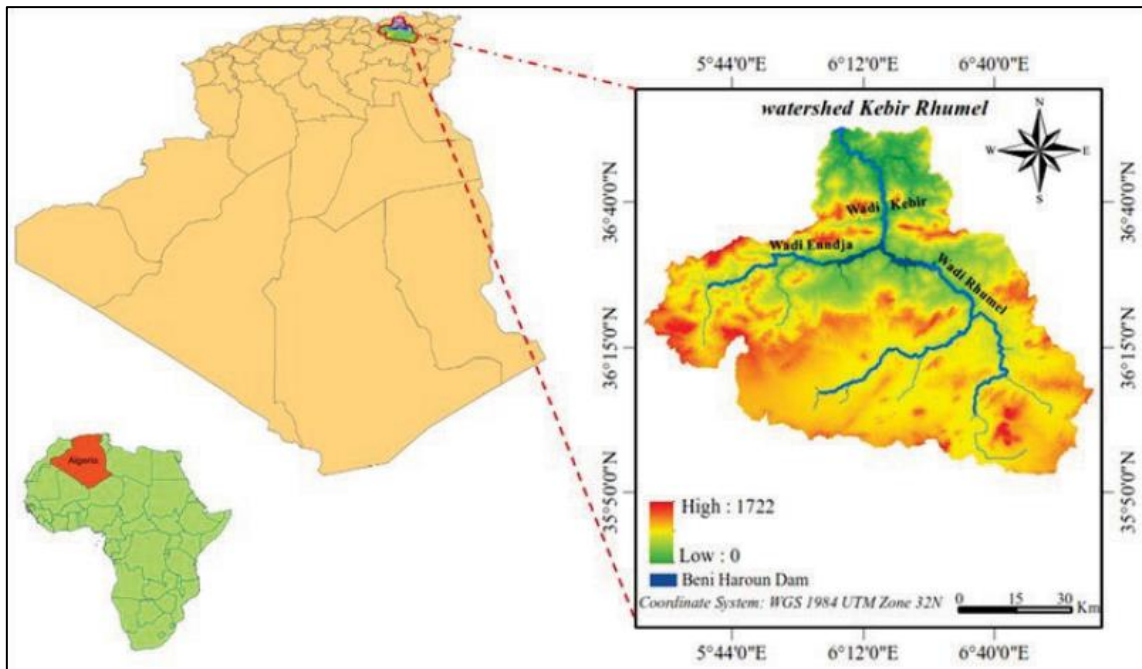 5°44'0"E 6°12'0"E 6°40'0"E
watershed Kebir Rhumel
N
W E
S
36°40'0"N 36°40'0"N
Wadi Kebir
Wadi Enndja
Wadi Rhumel
36°15'0"N 36°15'0"N
Algeria
35°50'0"N 35°50'0"N
High : 1722
Low : 0
Beni Haroun Dam
Coordinate System: WGS 1984 UTM Zone 32N
0 15 30
Km
5°44'0"E 6°12'0"E 6°40'0"E